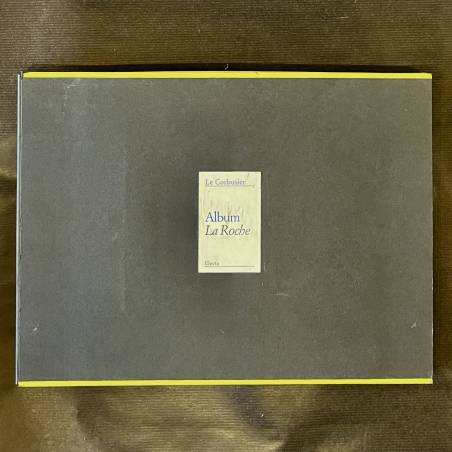 Le Corbusier
Album
La Roche
Electa